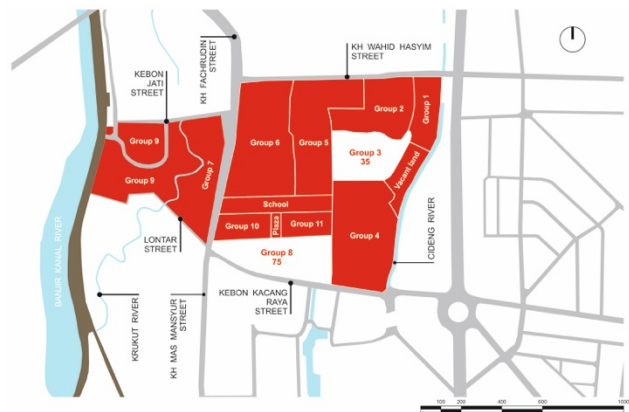 KH WAHID HASYIM
STREET
KH FACHRUDIN
STREET
KEBON
JATI
STREET
Group 1
Group 2
Group 3
35
Group 5
Group 6
Group 7
Group 9
Group 9
Vacant land
School
Group 10
Plaza
Group 11
Group 4
Group 8
75
LONTAR
STREET
CIDENG RIVER
BANJIR KANAL RIVER
KRUKUT RIVER
KH MAS MANSYUR
STREET
KEBON KACANG
RAYA
STREET
100 200 400 600 1000